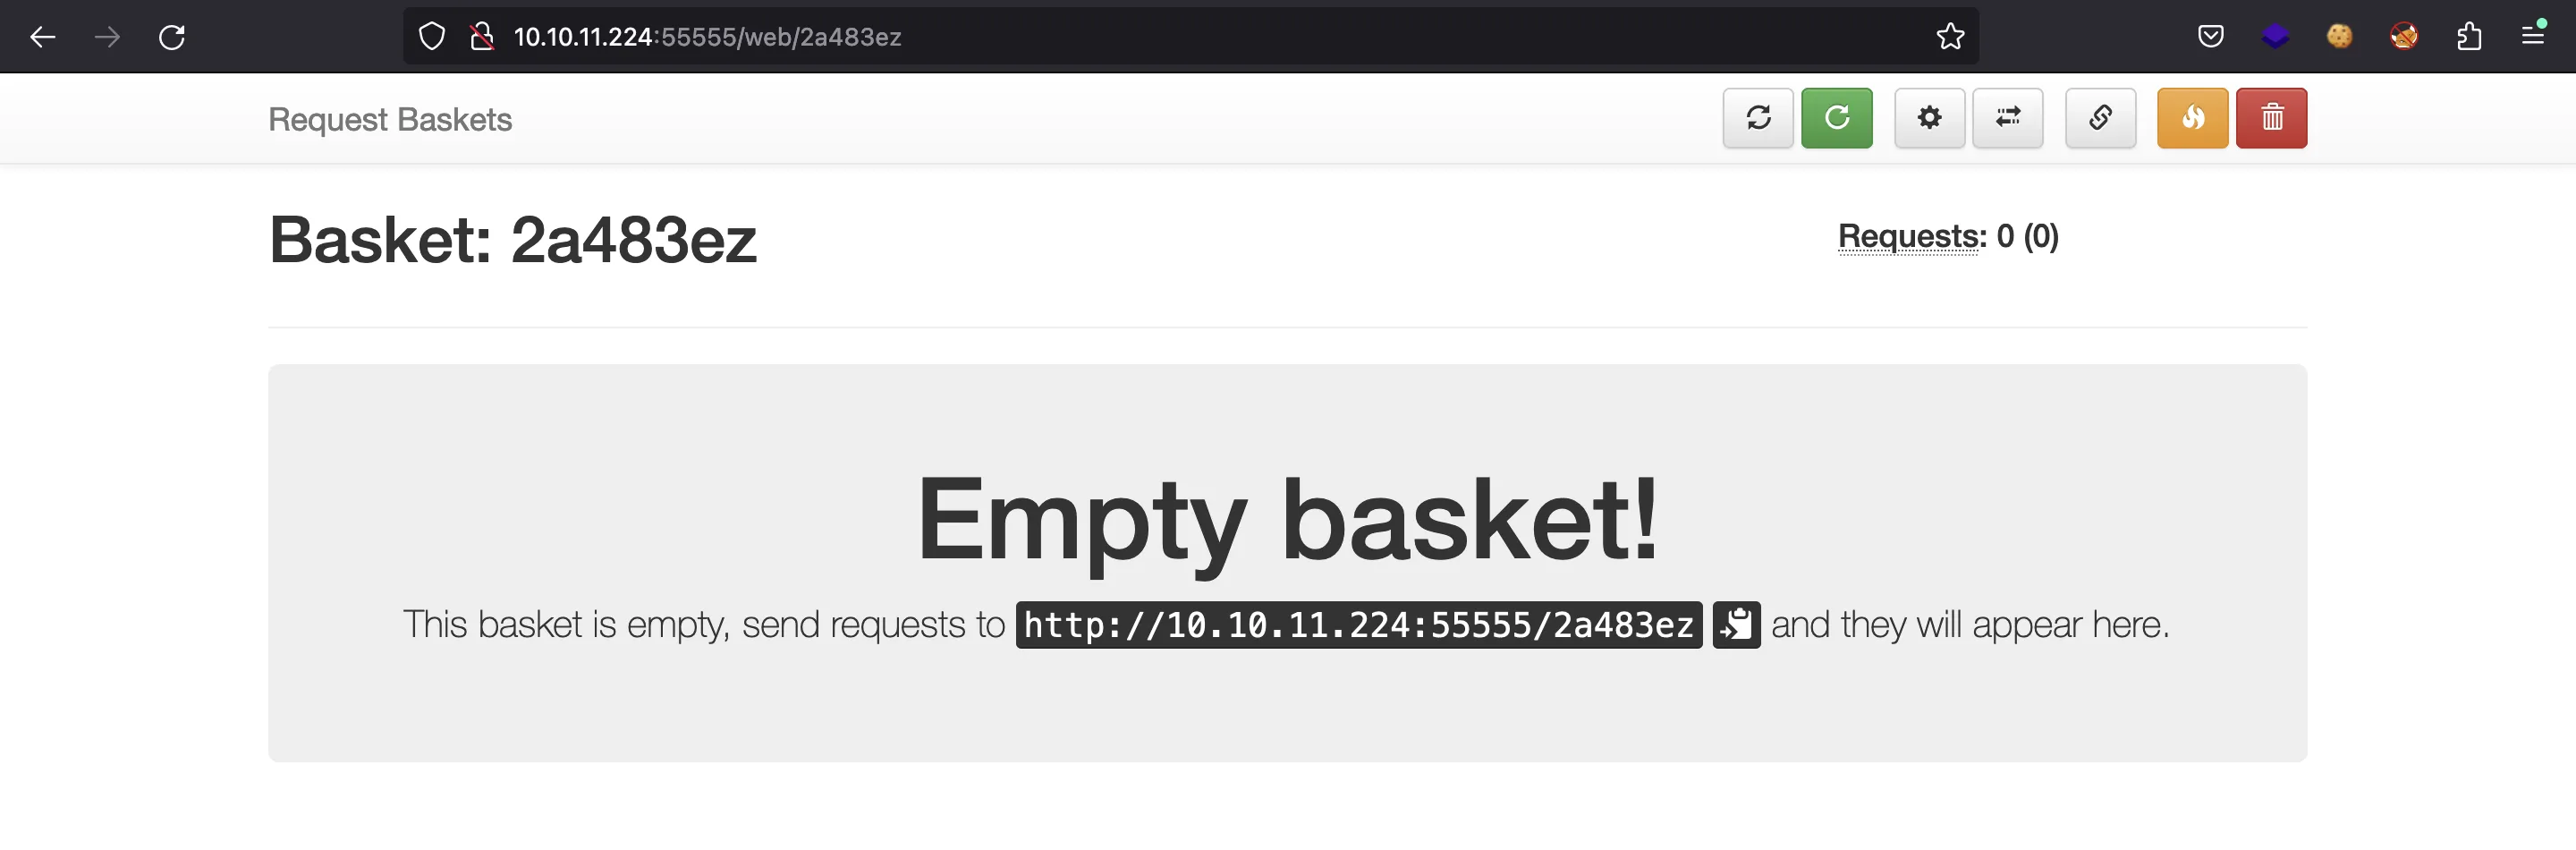 10.10.11.224:55555/web/2a483ez
Request Baskets
Basket: 2a483ez
Requests: 0 (0)
Empty basket!
This basket is empty, send requests to http://10.10.11.224:55555/2a483ez and they will appear here.